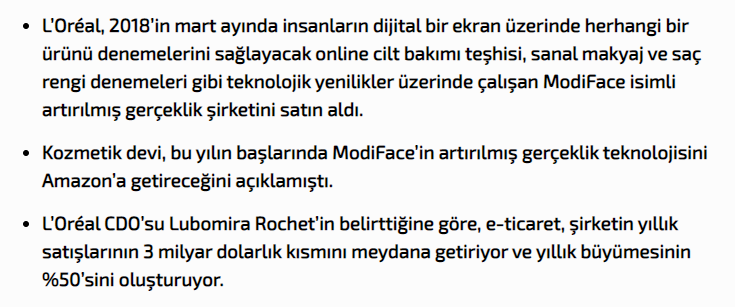 • L'Oréal, 2018'in mart ayında insanların dijital bir ekran üzerinde herhangi bir
ürünü denemelerini sağlayacak online cilt bakımı teşhisi, sanal makyaj ve saç
rengi denemeleri gibi teknolojik yenilikler üzerinde çalışan ModiFace isimli
artırılmış gerçeklik şirketini satın aldı.
• Kozmetik devi, bu yılın başlarında ModiFace'in artırılmış gerçeklik teknolojisini
Amazon'a getireceğini açıklamıştı.
• L'Oréal CDO'su Lubomira Rochet'in belirttiğine göre, e-ticaret, şirketin yıllık
satışlarının 3 milyar dolarlık kısmını meydana getiriyor ve yıllık büyümesinin
%50'sini oluşturuyor.